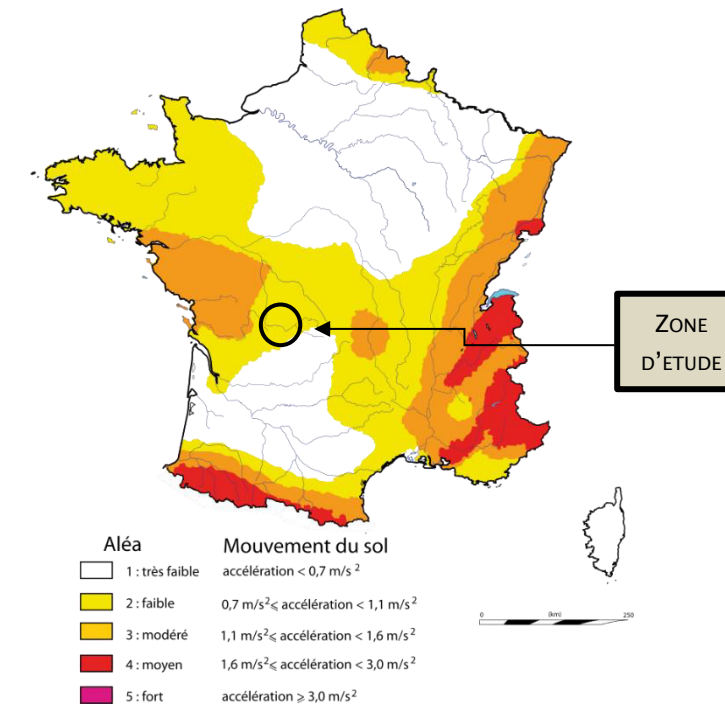 ZONE
D'ETUDE
Aléa Mouvement du sol
1 : très faible accélération < 0,7 m/s²
2 : faible 0,7 m/s² ⩽ accélération < 1,1 m/s²
3 : modéré 1,1 m/s² ⩽ accélération < 1,6 m/s²
4 : moyen 1,6 m/s² ⩽ accélération < 3,0 m/s²
5 : fort accélération ⩾ 3,0 m/s²
0 (km) 250